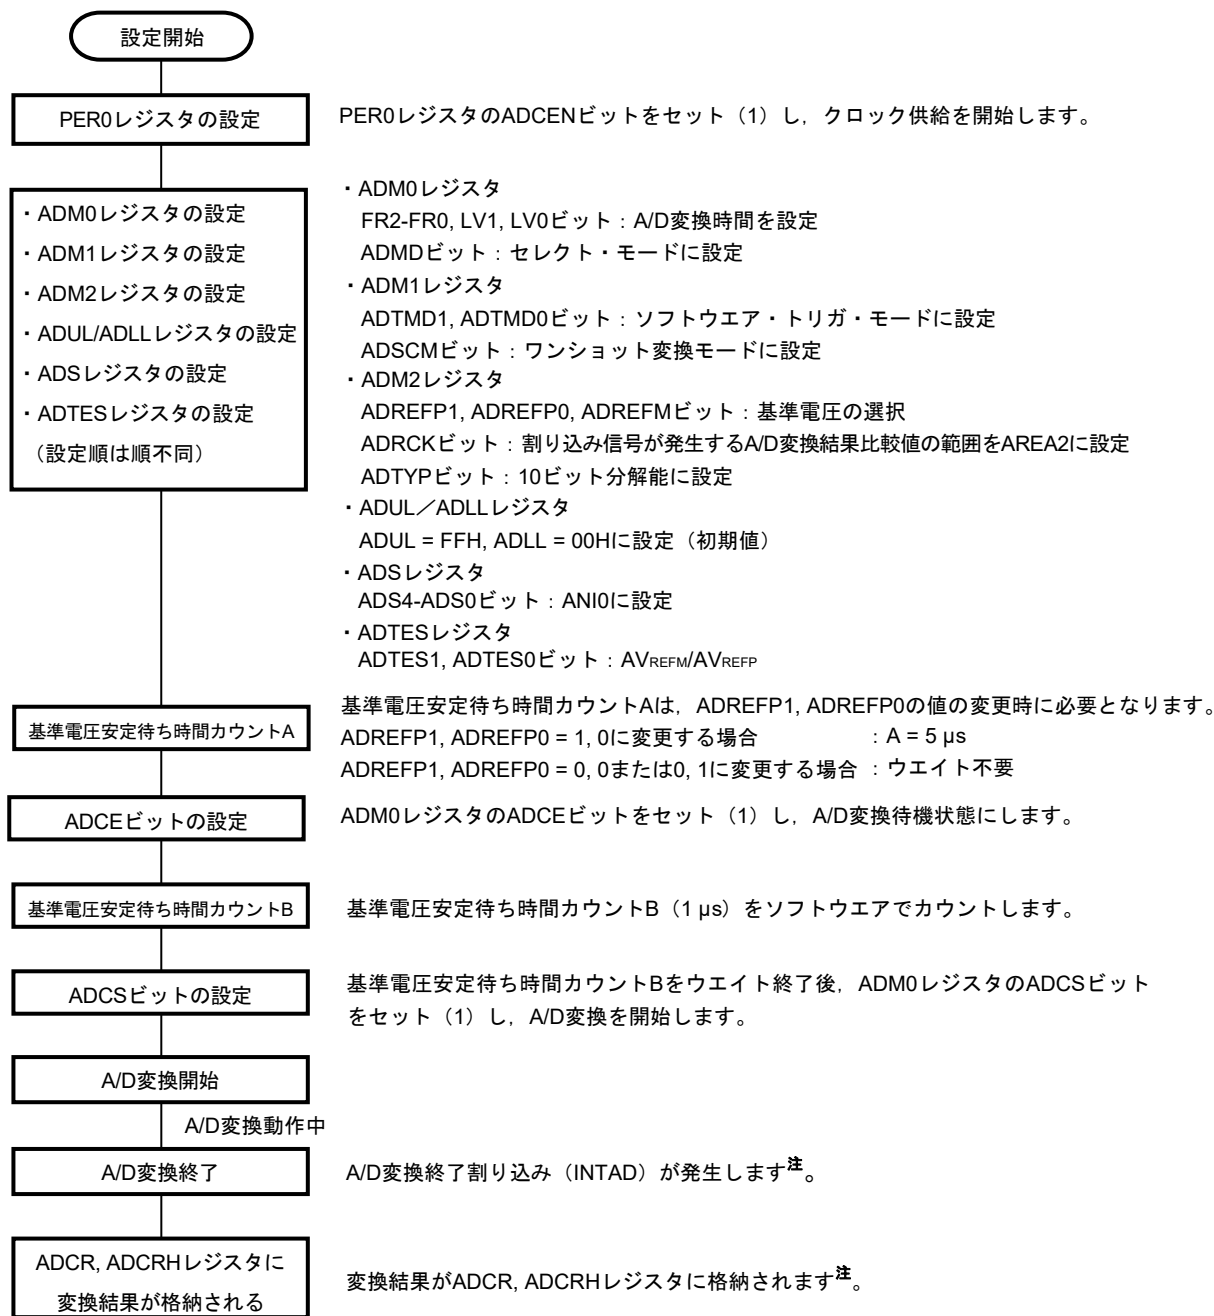 設定開始
PER0レジスタの設定
PER0レジスタのADCENビットをセット（1）し，クロック供給を開始します。
・ADM0レジスタの設定
・ADM1レジスタの設定
・ADM2レジスタの設定
・ADUL/ADLLレジスタの設定
・ADSレジスタの設定
・ADTESレジスタの設定
（設定順は順不同）
・ADM0レジスタ
FR2-FR0, LV1, LV0ビット：A/D変換時間を設定
ADMDビット：セレクト・モードに設定
・ADM1レジスタ
ADTMD1, ADTMD0ビット：ソフトウエア・トリガ・モードに設定
ADSCMビット：ワンショット変換モードに設定
・ADM2レジスタ
ADREFP1, ADREFP0, ADREFMビット：基準電圧の選択
ADRCKビット：割り込み信号が発生するA/D変換結果比較値の範囲をAREA2に設定
ADTYPビット：10ビット分解能に設定
・ADUL／ADLLレジスタ
ADUL = FFH, ADLL = 00Hに設定（初期値）
・ADSレジスタ
ADS4-ADS0ビット：ANI0に設定
・ADTESレジスタ
ADTES1, ADTES0ビット：AVREFM/AVREFP
基準電圧安定待ち時間カウントA
基準電圧安定待ち時間カウントAは，ADREFP1, ADREFP0の値の変更時に必要となります。
ADREFP1, ADREFP0 = 1, 0に変更する場合 ：A = 5 µs
ADREFP1, ADREFP0 = 0, 0または0, 1に変更する場合 ：ウエイト不要
ADCEビットの設定
ADM0レジスタのADCEビットをセット（1）し，A/D変換待機状態にします。
基準電圧安定待ち時間カウントB
基準電圧安定待ち時間カウントB（1 µs）をソフトウエアでカウントします。
ADCSビットの設定
基準電圧安定待ち時間カウントBをウエイト終了後，ADM0レジスタのADCSビット
をセット（1）し，A/D変換を開始します。
A/D変換開始
A/D変換動作中
A/D変換終了
A/D変換終了割り込み（INTAD）が発生します注。
ADCR, ADCRHレジスタに
変換結果が格納される
変換結果がADCR, ADCRHレジスタに格納されます注。